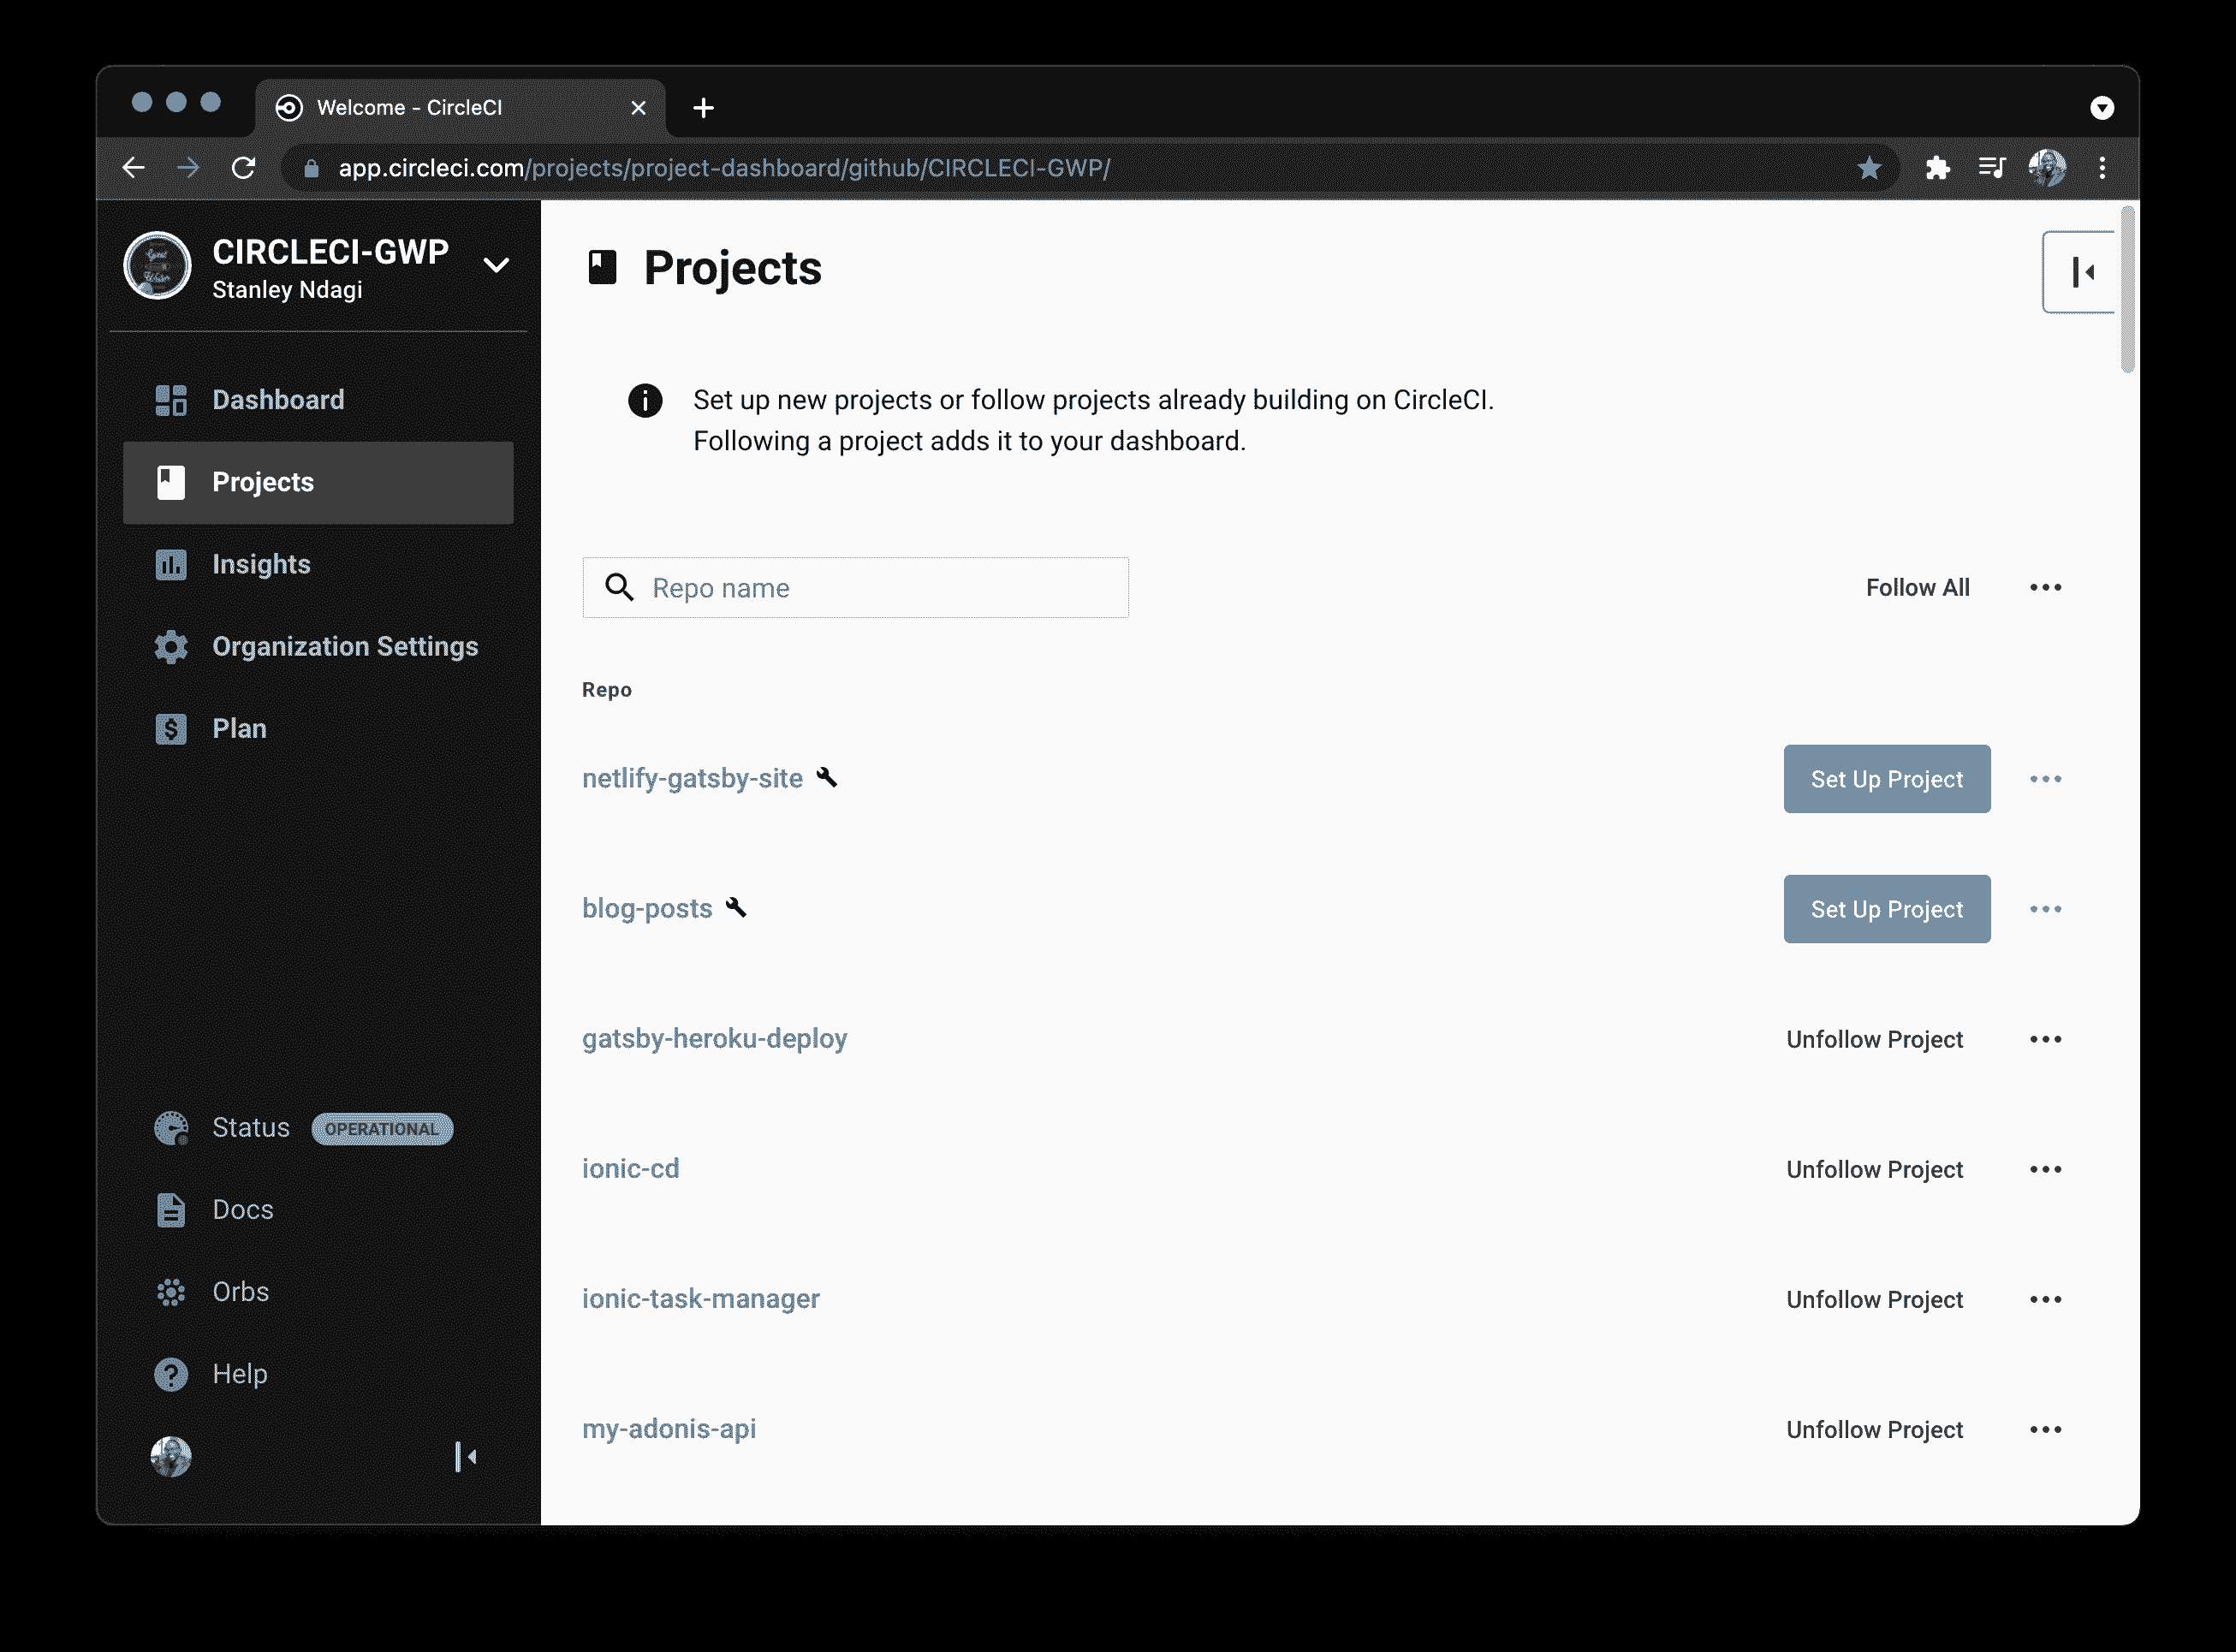 Welcome - CircleCI
app.circleci.com/projects/project-dashboard/github/CIRCLECI-GWP/
CIRCLECI-GWP
Stanley Ndagi
Dashboard
Projects
Insights
Organization Settings
Plan
Status OPERATIONAL
Docs
Orbs
Help
Projects
Set up new projects or follow projects already building on CircleCI.
Following a project adds it to your dashboard.
Repo name
Follow All
Repo
netlify-gatsby-site Set Up Project
blog-posts Set Up Project
gatsby-heroku-deploy Unfollow Project
ionic-cd Unfollow Project
ionic-task-manager Unfollow Project
my-adonis-api Unfollow Project